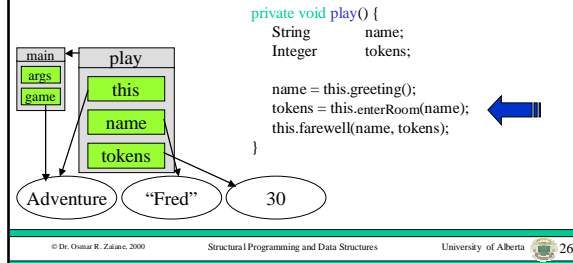 private void play() {
String name;
Integer tokens;
name = this.greeting();
tokens = this.enterRoom(name);
this.farewell(name, tokens);
}
main
args
game
play
this
name
tokens
Adventure
“Fred”
30
© Dr. Osmar R. Zaïane, 2000
Structural Programming and Data Structures
University of Alberta
26